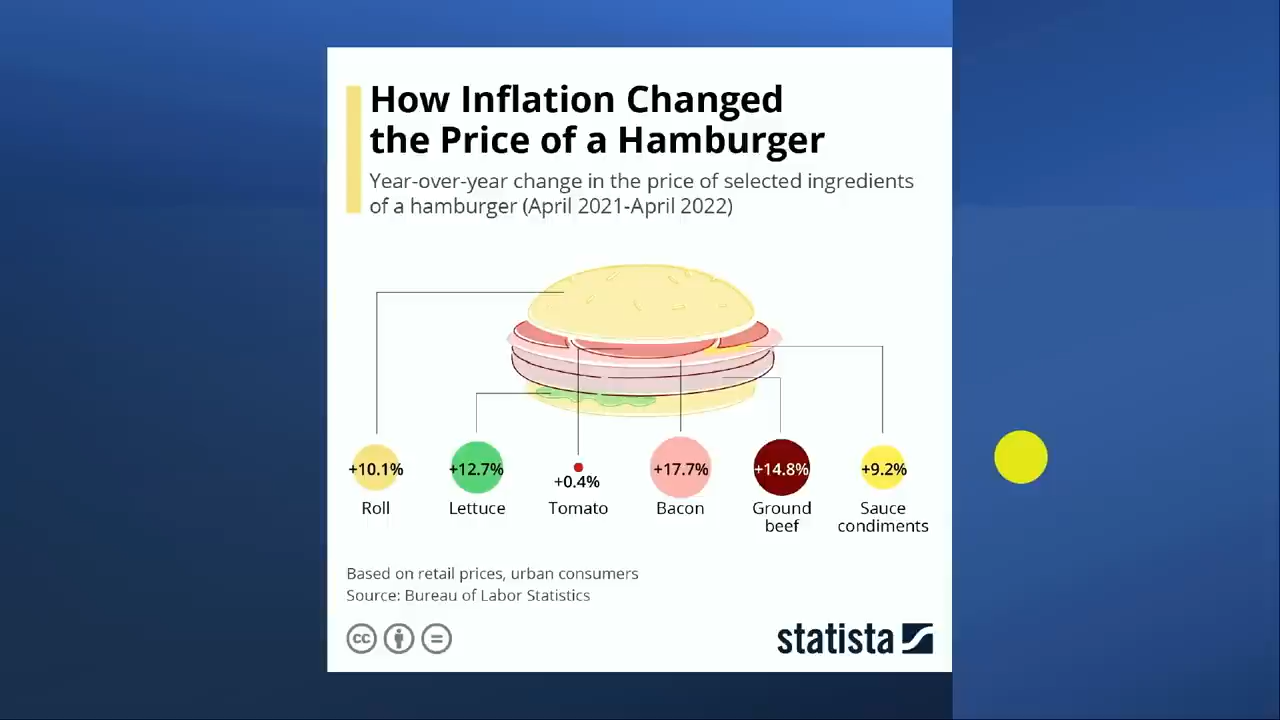 How Inflation Changed
the Price of a Hamburger
Year-over-year change in the price of selected ingredients
of a hamburger (April 2021-April 2022)
+10.1%
Roll
+12.7%
Lettuce
+0.4%
Tomato
+17.7%
Bacon
+14.8%
Ground
beef
+9.2%
Sauce
condiments
Based on retail prices, urban consumers
Source: Bureau of Labor Statistics
cc
=
statista